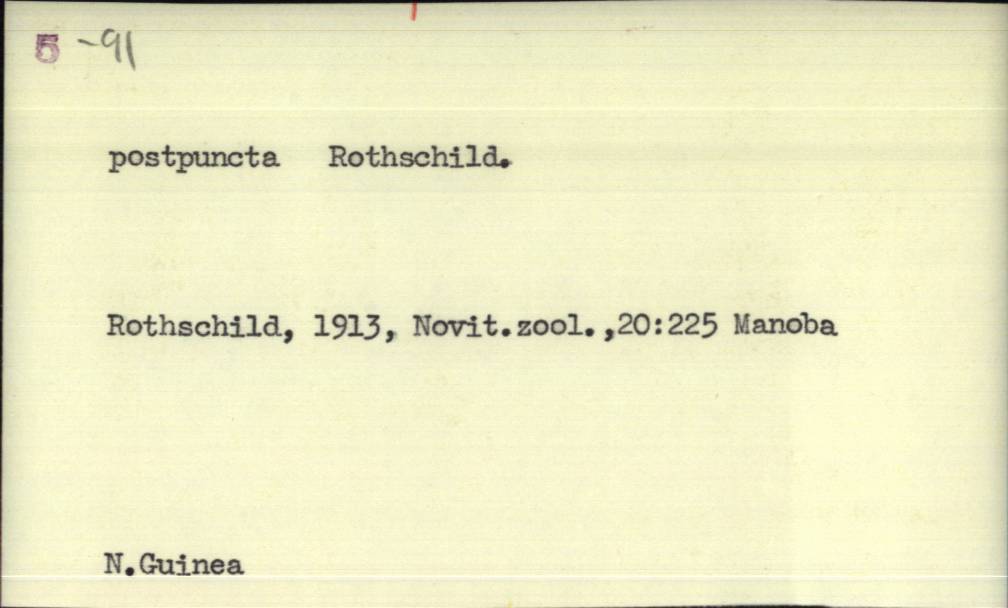 5 -91
postpuncta Rothschild.
Rothschild, 1913, Novit.zool.,20:225 Manoba
N.Guinea